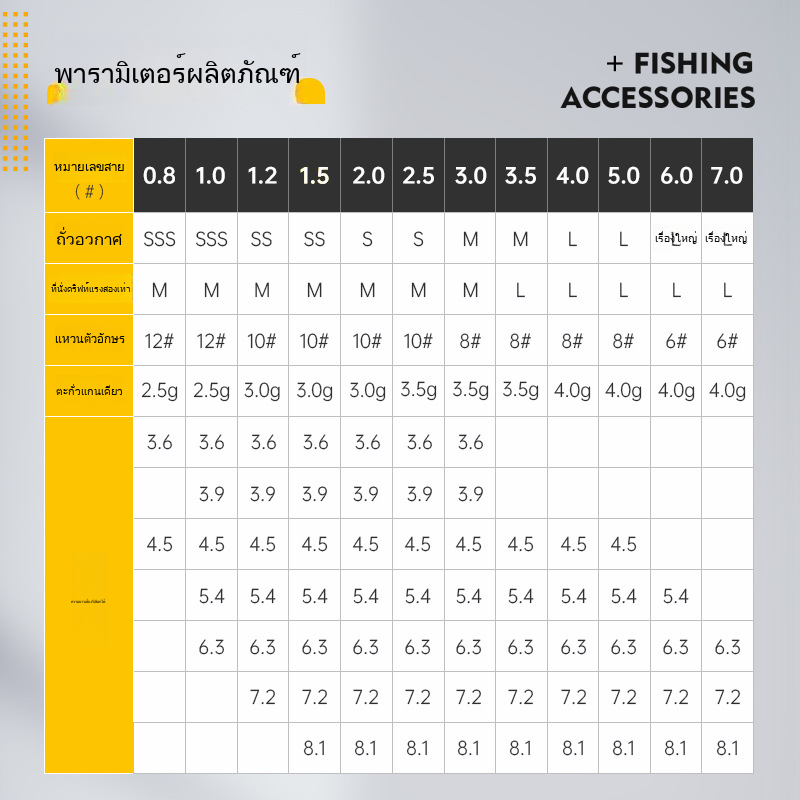 พารามิเตอร์ผลิตภัณฑ์
+ FISHING
ACCESSORIES
หมายเลขสาย
( # )
0.8 1.0 1.2 1.5 2.0 2.5 3.0 3.5 4.0 5.0 6.0 7.0
ถั่วอวกาศ SSS SSS SS SS S S M M L L เรื่องใหญ่ เรื่องใหญ่
ที่นั่งดริฟท์แรงสองเท่า M M M M M M M L L L L L
แหวนตัวอักษร 12# 12# 10# 10# 10# 10# 8# 8# 8# 8# 6# 6#
ตะกั่วแกนเดียว 2.5g 2.5g 3.0g 3.0g 3.0g 3.5g 3.5g 3.5g 4.0g 4.0g 4.0g 4.0g
3.6 3.6 3.6 3.6 3.6 3.6 3.6
3.9 3.9 3.9 3.9 3.9 3.9
4.5 4.5 4.5 4.5 4.5 4.5 4.5 4.5 4.5 4.5
5.4 5.4 5.4 5.4 5.4 5.4 5.4 5.4 5.4 5.4
6.3 6.3 6.3 6.3 6.3 6.3 6.3 6.3 6.3 6.3 6.3
7.2 7.2 7.2 7.2 7.2 7.2 7.2 7.2 7.2 7.2
8.1 8.1 8.1 8.1 8.1 8.1 8.1 8.1 8.1